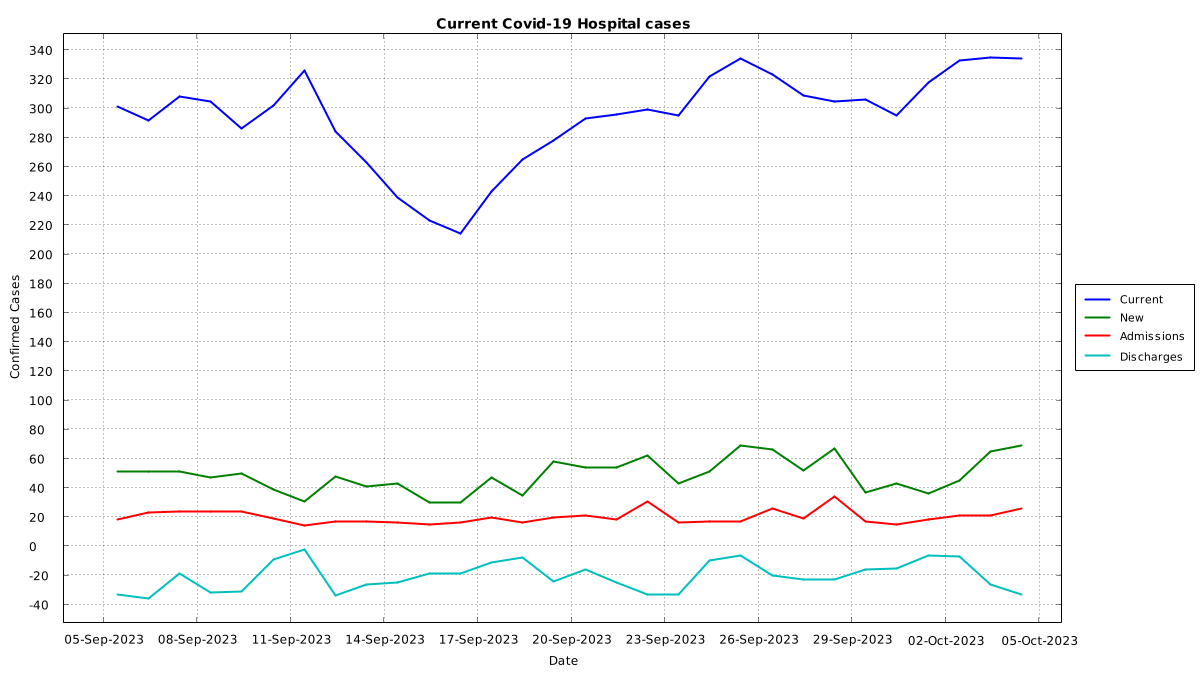 Current Covid-19 Hospital cases
340
320
300
280
260
240
220
200
180
160
140
120
100
80
60
40
20
0
-20
-40
Confirmed Cases
05-Sep-2023 08-Sep-2023 11-Sep-2023 14-Sep-2023 17-Sep-2023 20-Sep-2023 23-Sep-2023 26-Sep-2023 29-Sep-2023 02-Oct-2023 05-Oct-2023
Date
Current
New
Admissions
Discharges